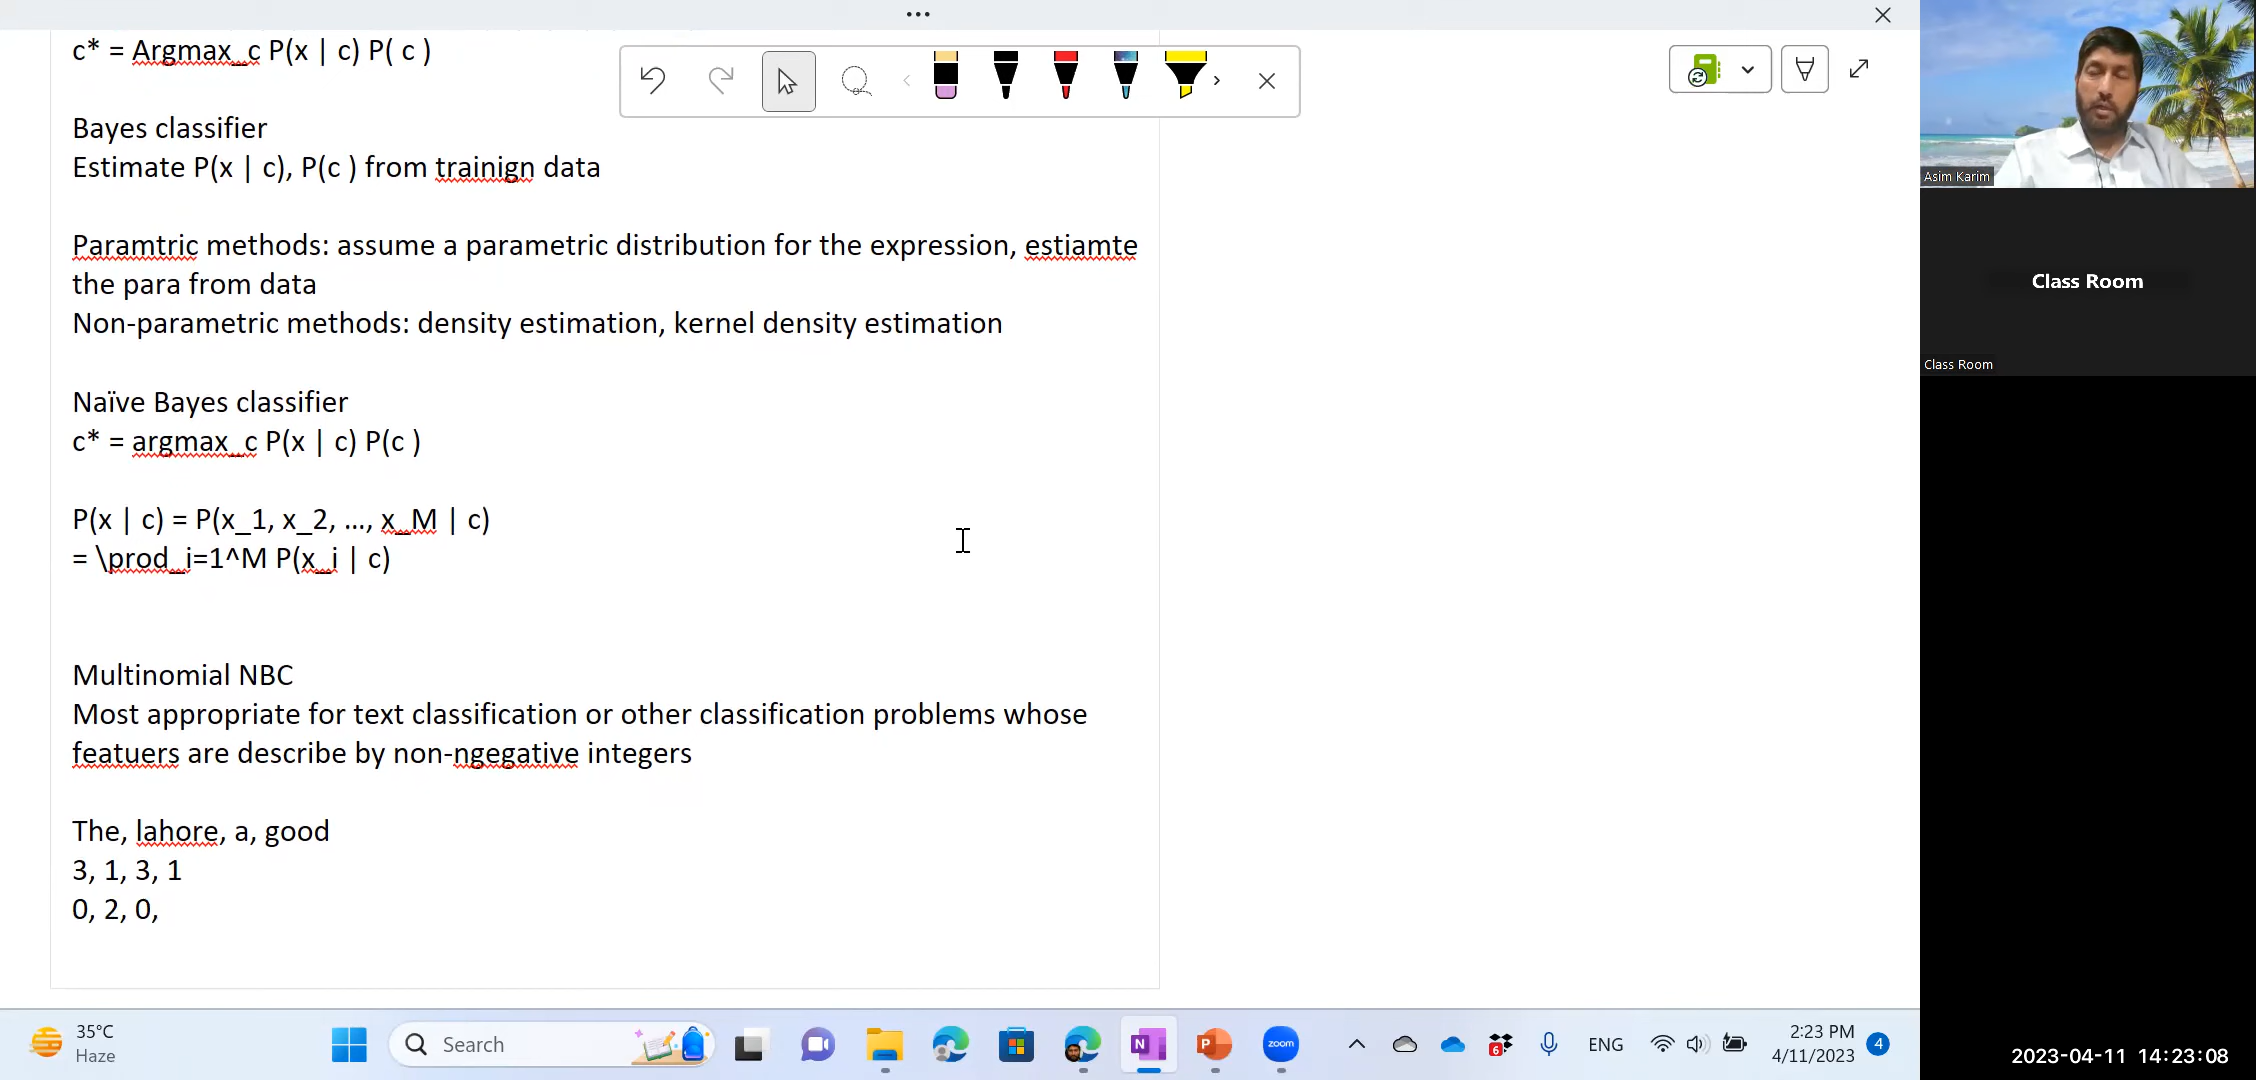 c* = Argmax_c P(x | c) P( c )
Bayes classifier
Estimate P(x | c), P(c ) from trainign data
Paramtric methods: assume a parametric distribution for the expression, estiamte
the para from data
Non-parametric methods: density estimation, kernel density estimation
Naïve Bayes classifier
c* = argmax_c P(x | c) P(c )
P(x | c) = P(x_1, x_2, ..., x_M | c)
= \prod_i=1^M P(x_i | c)
Multinomial NBC
Most appropriate for text classification or other classification problems whose
featuers are describe by non-ngegative integers
The, lahore, a, good
3, 1, 3, 1
0, 2, 0,
Asim Karim
Class Room
Class Room
35°C
Haze
Search
N
P
zoom
6
ENG
2:23 PM
4/11/2023
4
2023-04-11 14:23:08